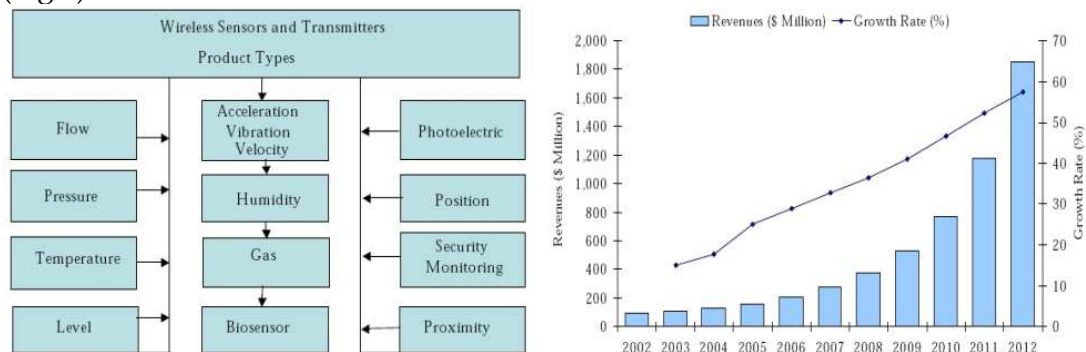 Wireless Sensors and Transmitters
Product Types
Flow
Pressure
Temperature
Level
Acceleration
Vibration
Velocity
Humidity
Gas
Biosensor
Photoelectric
Position
Security
Monitoring
Proximity
Revenues ($ Million)
Growth Rate (%)
2,000
1,800
1,600
1,400
1,200
1,000
800
600
400
200
0
Revenues ($ Million)
70
60
50
40
30
20
10
0
Growth Rate (%)
2002 2003 2004 2005 2006 2007 2008 2009 2010 2011 2012